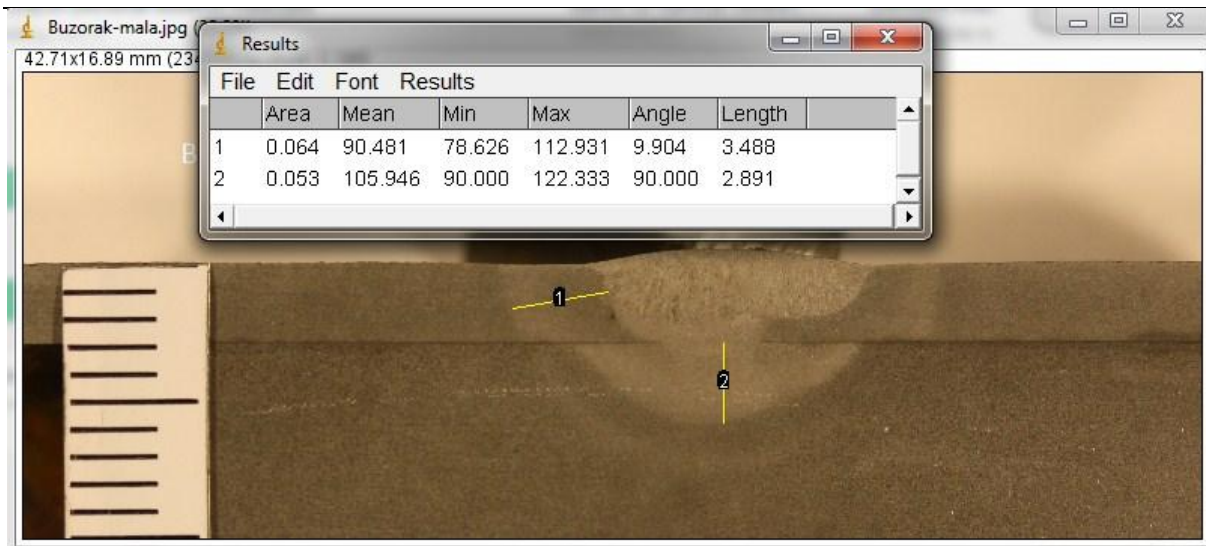 Buzorak-mala.jpg
Results
42.71x16.89 mm (234
File Edit Font Results
Area Mean Min Max Angle Length
1 0.064 90.481 78.626 112.931 9.904 3.488
2 0.053 105.946 90.000 122.333 90.000 2.891
B
1
2